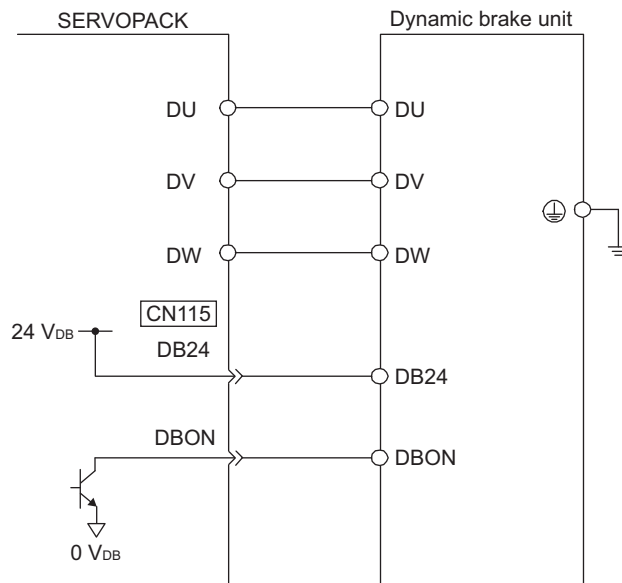 SERVOPACK
Dynamic brake unit
DU
DU
DV
DV
DW
DW
CN115
24 VDB
DB24
DB24
DBON
DBON
0 VDB